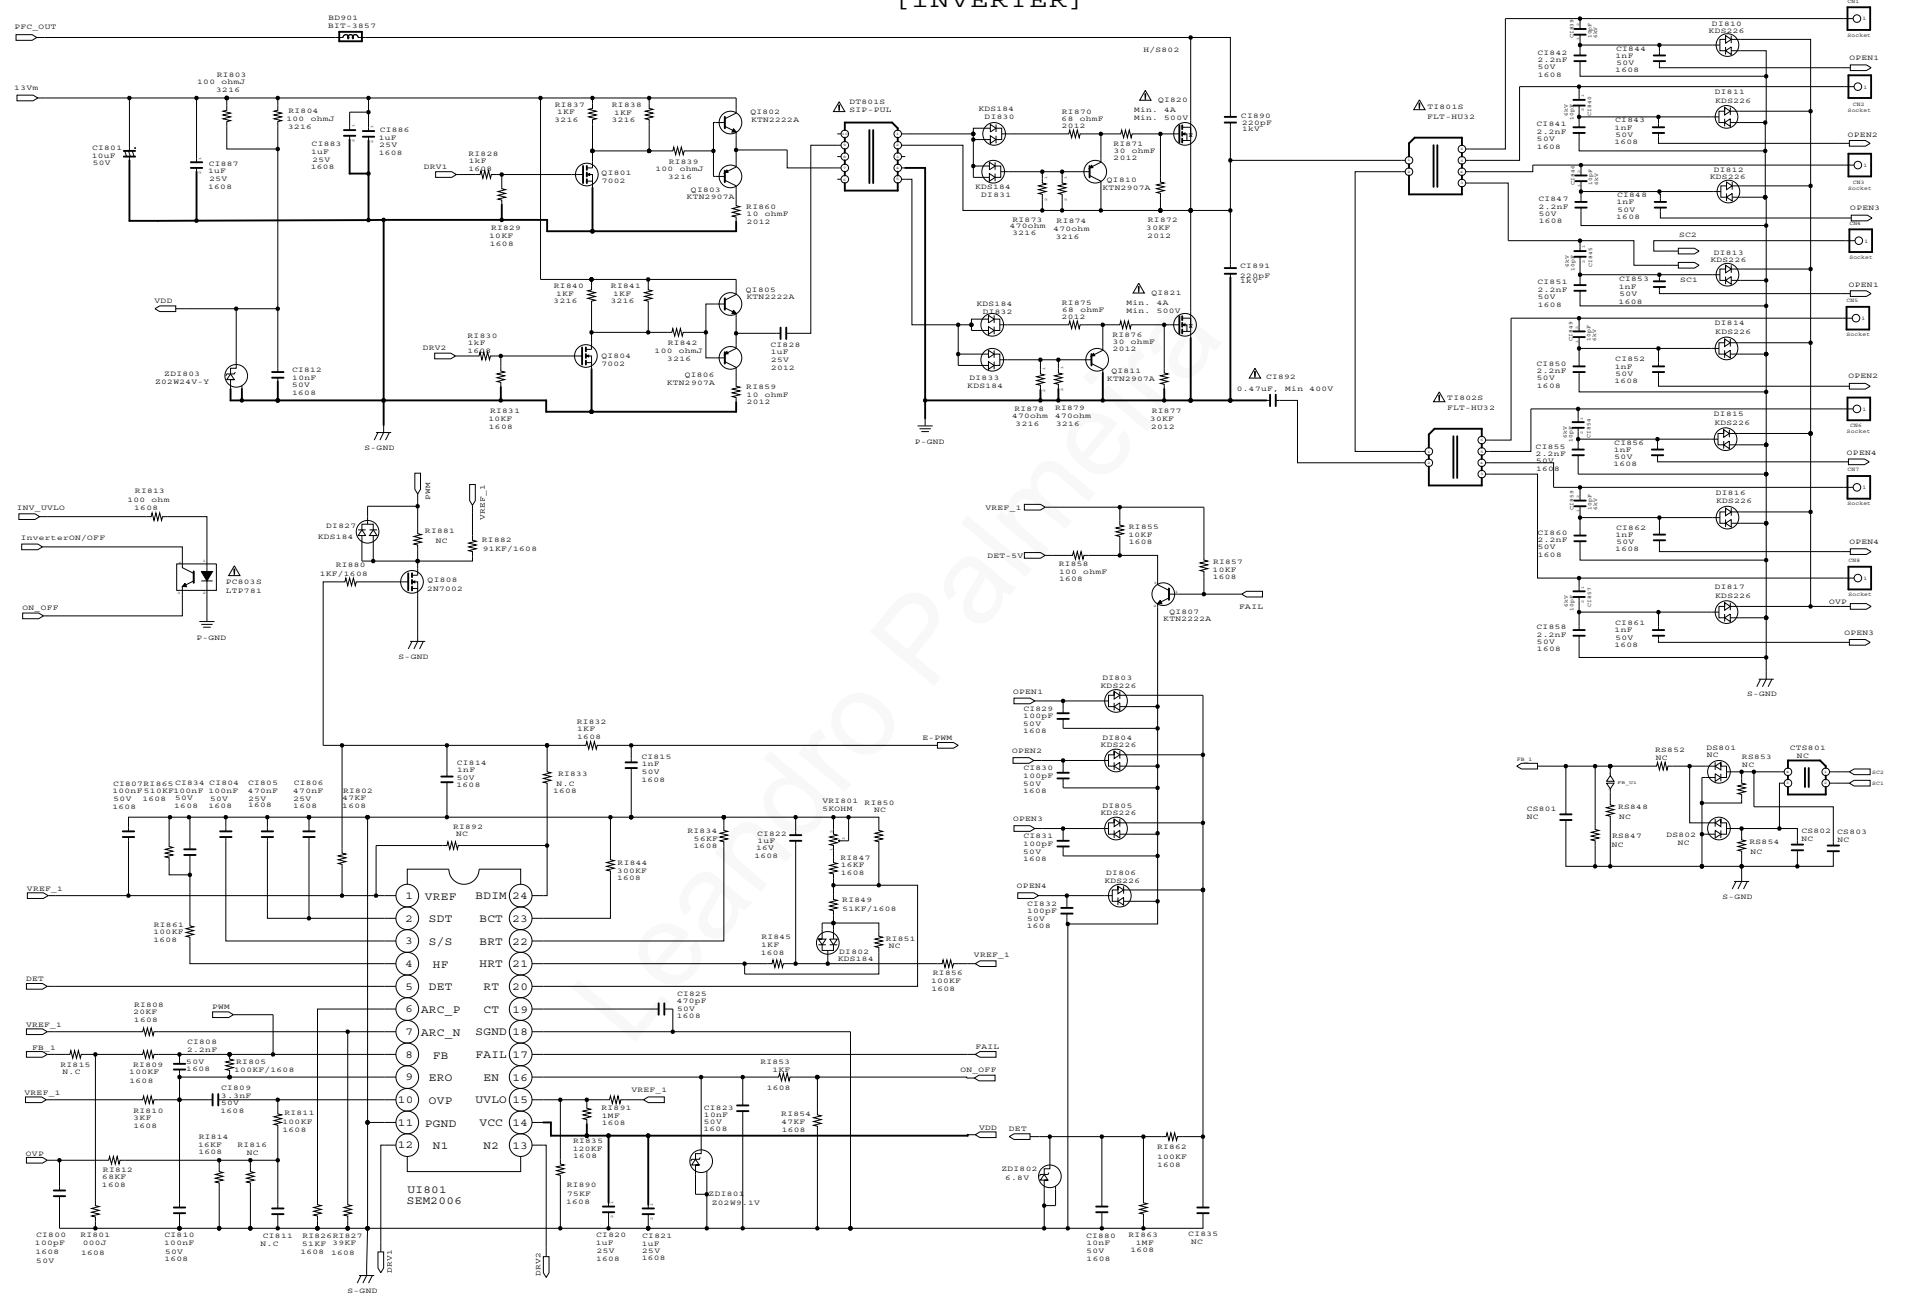 [INVERTER]
PFC_OUT
BD901
BIT-3857
H/S802
13Vm
RI803
100 ohmJ
3216
RI804
100 ohmJ
3216
CI801
10uF
50V
CI887
1uF
25V
1608
CI883
1uF
25V
1608
CI886
1uF
25V
1608
DRV1
RI828
1kF
1608
RI829
10KF
1608
RI837
1KF
3216
RI838
1KF
3216
QI801
7002
RI839
100 ohmJ
3216
QI802
KTN2222A
QI803
KTN2907A
RI860
10 ohmF
2012
VDD
ZDI803
Z02W24V-Y
CI812
10nF
50V
1608
S-GND
DRV2
RI830
1kF
1608
RI831
10KF
1608
RI840
1KF
3216
RI841
1KF
3216
QI804
7002
RI842
100 ohmJ
3216
QI805
KTN2222A
QI806
KTN2907A
CI828
1uF
25V
2012
RI859
10 ohmF
2012
DT801S
SIP-PUL
KDS184
DI830
KDS184
DI831
RI870
68 ohmF
2012
RI871
30 ohmF
2012
QI820
Min. 4A
Min. 500V
QI810
KTN2907A
RI873
470ohm
3216
RI874
470ohm
3216
RI872
30KF
2012
CI890
220pF
1kV
CI891
220pF
1kV
KDS184
DI832
DI833
KDS184
RI875
68 ohmF
2012
RI876
30 ohmF
2012
QI821
Min. 4A
Min. 500V
QI811
KTN2907A
RI878
470ohm
3216
RI879
470ohm
3216
RI877
30KF
2012
CI892
0.47uF, Min 400V
P-GND
TI801S
FLT-HU32
TI802S
FLT-HU32
CN1
Socket
DI810
KDS226
CI842
2.2nF
50V
1608
CI844
1nF
50V
1608
OPEN1
CN2
Socket
DI811
KDS226
CI841
2.2nF
50V
1608
CI843
1nF
50V
1608
OPEN2
CN3
Socket
DI812
KDS226
CI847
2.2nF
50V
1608
CI848
1nF
50V
1608
OPEN3
SC2
SC1
CN4
Socket
DI813
KDS226
CI851
2.2nF
50V
1608
CI853
1nF
50V
1608
OPEN1
CN5
Socket
DI814
KDS226
CI850
2.2nF
50V
1608
CI852
1nF
50V
1608
OPEN2
CN6
Socket
DI815
KDS226
CI855
2.2nF
50V
1608
CI856
1nF
50V
1608
OPEN4
CN7
Socket
DI816
KDS226
CI860
2.2nF
50V
1608
CI862
1nF
50V
1608
OPEN4
CN8
Socket
DI817
KDS226
CI858
2.2nF
50V
1608
CI861
1nF
50V
1608
OVP
OPEN3
S-GND
INV_UVLO
RI813
100 ohm
1608
InverterON/OFF
PC803S
LTP781
ON_OFF
P-GND
PWM
VREF_1
DI827
KDS184
RI881
NC
RI882
91KF/1608
RI880
1KF/1608
QI808
2N7002
S-GND
VREF_1
RI855
10KF
1608
DET-5V
RI858
100 ohmF
1608
RI857
10KF
1608
FAIL
QI807
KTN2222A
OPEN1
DI803
KDS226
CI829
100pF
50V
1608
OPEN2
DI804
KDS226
CI830
100pF
50V
1608
OPEN3
DI805
KDS226
CI831
100pF
50V
1608
OPEN4
DI806
KDS226
CI832
100pF
50V
1608
FB_1
RS852
NC
DS801
NC
RS853
NC
CTS801
NC
SC2
SC1
CS801
NC
RS848
NC
RS847
NC
DS802
NC
RS854
NC
CS802
NC
CS803
NC
S-GND
RI832
1KF
1608
E-PWM
CI814
1nF
50V
1608
RI833
N.C
1608
CI815
1nF
50V
1608
CI807
100nF
50V
1608
RI865
510KF
1608
CI834
100nF
50V
1608
CI804
100nF
50V
1608
CI805
470nF
25V
1608
CI806
470nF
25V
1608
RI802
47KF
1608
RI892
NC
RI844
300KF
1608
RI834
56KF
1608
CI822
1uF
16V
1608
VRI801
5KOHM
RI850
NC
RI847
16KF
1608
RI849
51KF/1608
DI802
KDS184
RI851
NC
RI845
1KF
1608
RI856
100KF
1608
VREF_1
VREF_1
RI861
100KF
1608
DET
1 VREF BDIM 24
2 SDT BCT 23
3 S/S BRT 22
4 HF HRT 21
5 DET RT 20
6 ARC_P CT 19
7 ARC_N SGND 18
8 FB FAIL 17
9 ERO EN 16
10 OVP UVLO 15
11 PGND VCC 14
12 N1 N2 13
UI801
SEM2006
CI825
470pF
50V
1608
PWM
VREF_1
RI808
20KF
1608
FB_1
RI815
N.C
RI809
100KF
1608
CI808
2.2nF
50V
1608
RI805
100KF/1608
VREF_1
RI810
3KF
1608
CI809
3.3nF
50V
1608
RI811
100KF
1608
RI814
16KF
1608
RI816
NC
OVP
RI812
68KF
1608
CI800
100pF
1608
50V
RI801
000J
1608
CI810
100nF
50V
1608
CI811
N.C
RI826
51KF
1608
RI827
39KF
1608
DRV1
S-GND
DRV2
FAIL
RI853
1KF
1608
ON_OFF
VREF_1
RI891
1MF
1608
RI835
120KF
1608
RI890
75KF
1608
CI820
1uF
25V
1608
CI821
1uF
25V
1608
CI823
10nF
50V
1608
RI854
47KF
1608
ZDI801
Z02W9.1V
VDD
DET
ZDI802
6.8V
RI862
100KF
1608
CI880
10nF
50V
1608
RI863
1MF
1608
CI835
NC
Leandro Palmeira